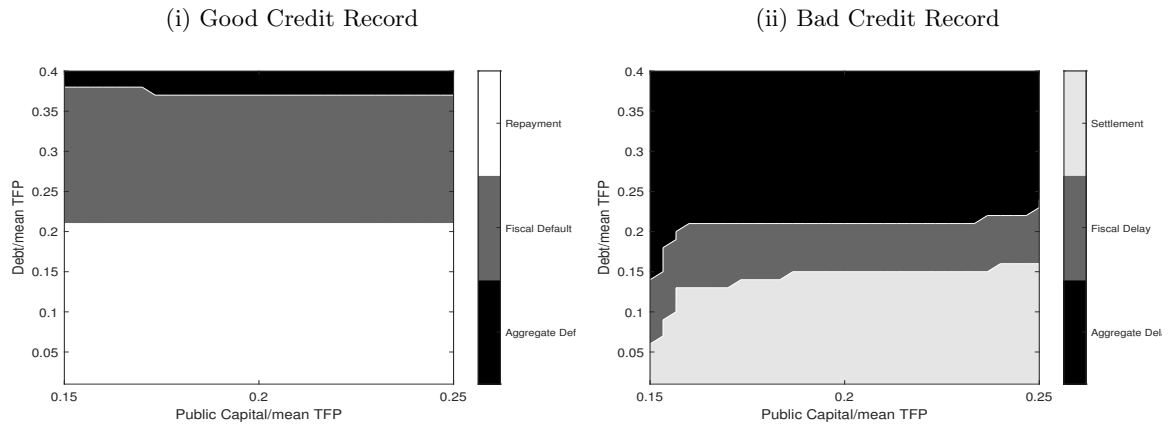 (i) Good Credit Record
0.4
0.35
0.3
0.25
0.2
0.15
0.1
0.05
Debt/mean TFP
0.15
0.2
0.25
Public Capital/mean TFP
Repayment
Fiscal Default
Aggregate Def
(ii) Bad Credit Record
0.4
0.35
0.3
0.25
0.2
0.15
0.1
0.05
Debt/mean TFP
0.15
0.2
0.25
Public Capital/mean TFP
Settlement
Fiscal Delay
Aggregate Del